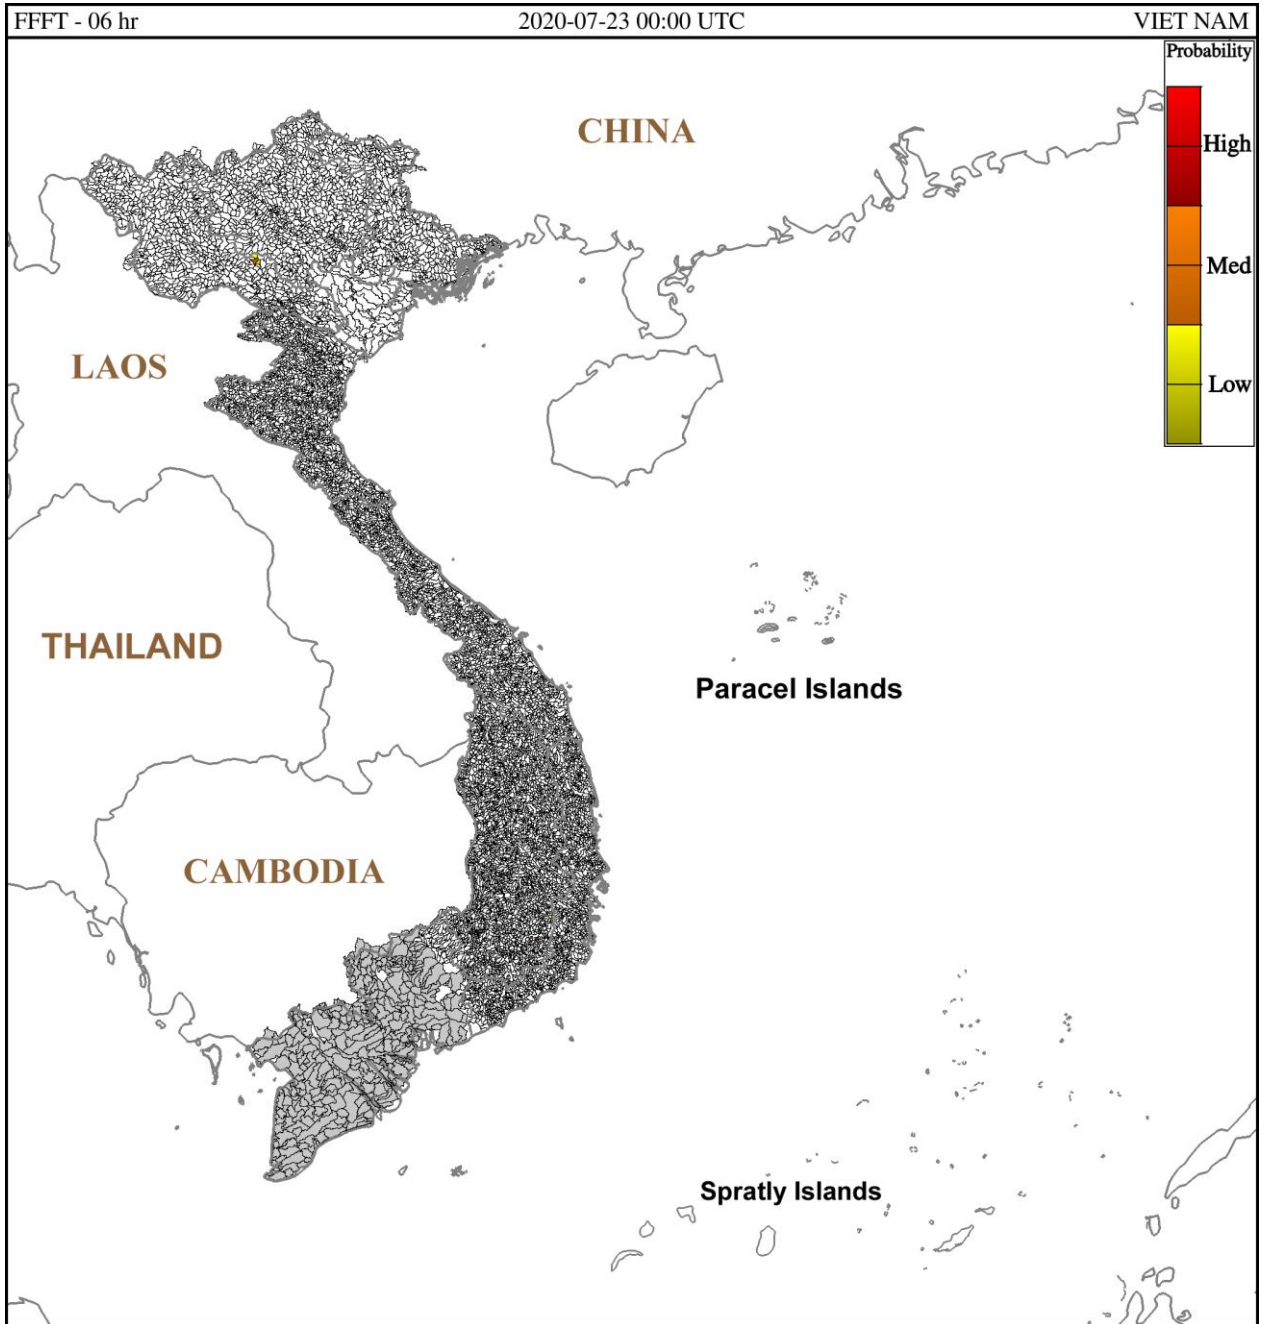 FFFT - 06 hr
2020-07-23 00:00 UTC
VIET NAM
Probability
High
Med
Low
CHINA
LAOS
THAILAND
Paracel Islands
CAMBODIA
Spratly Islands